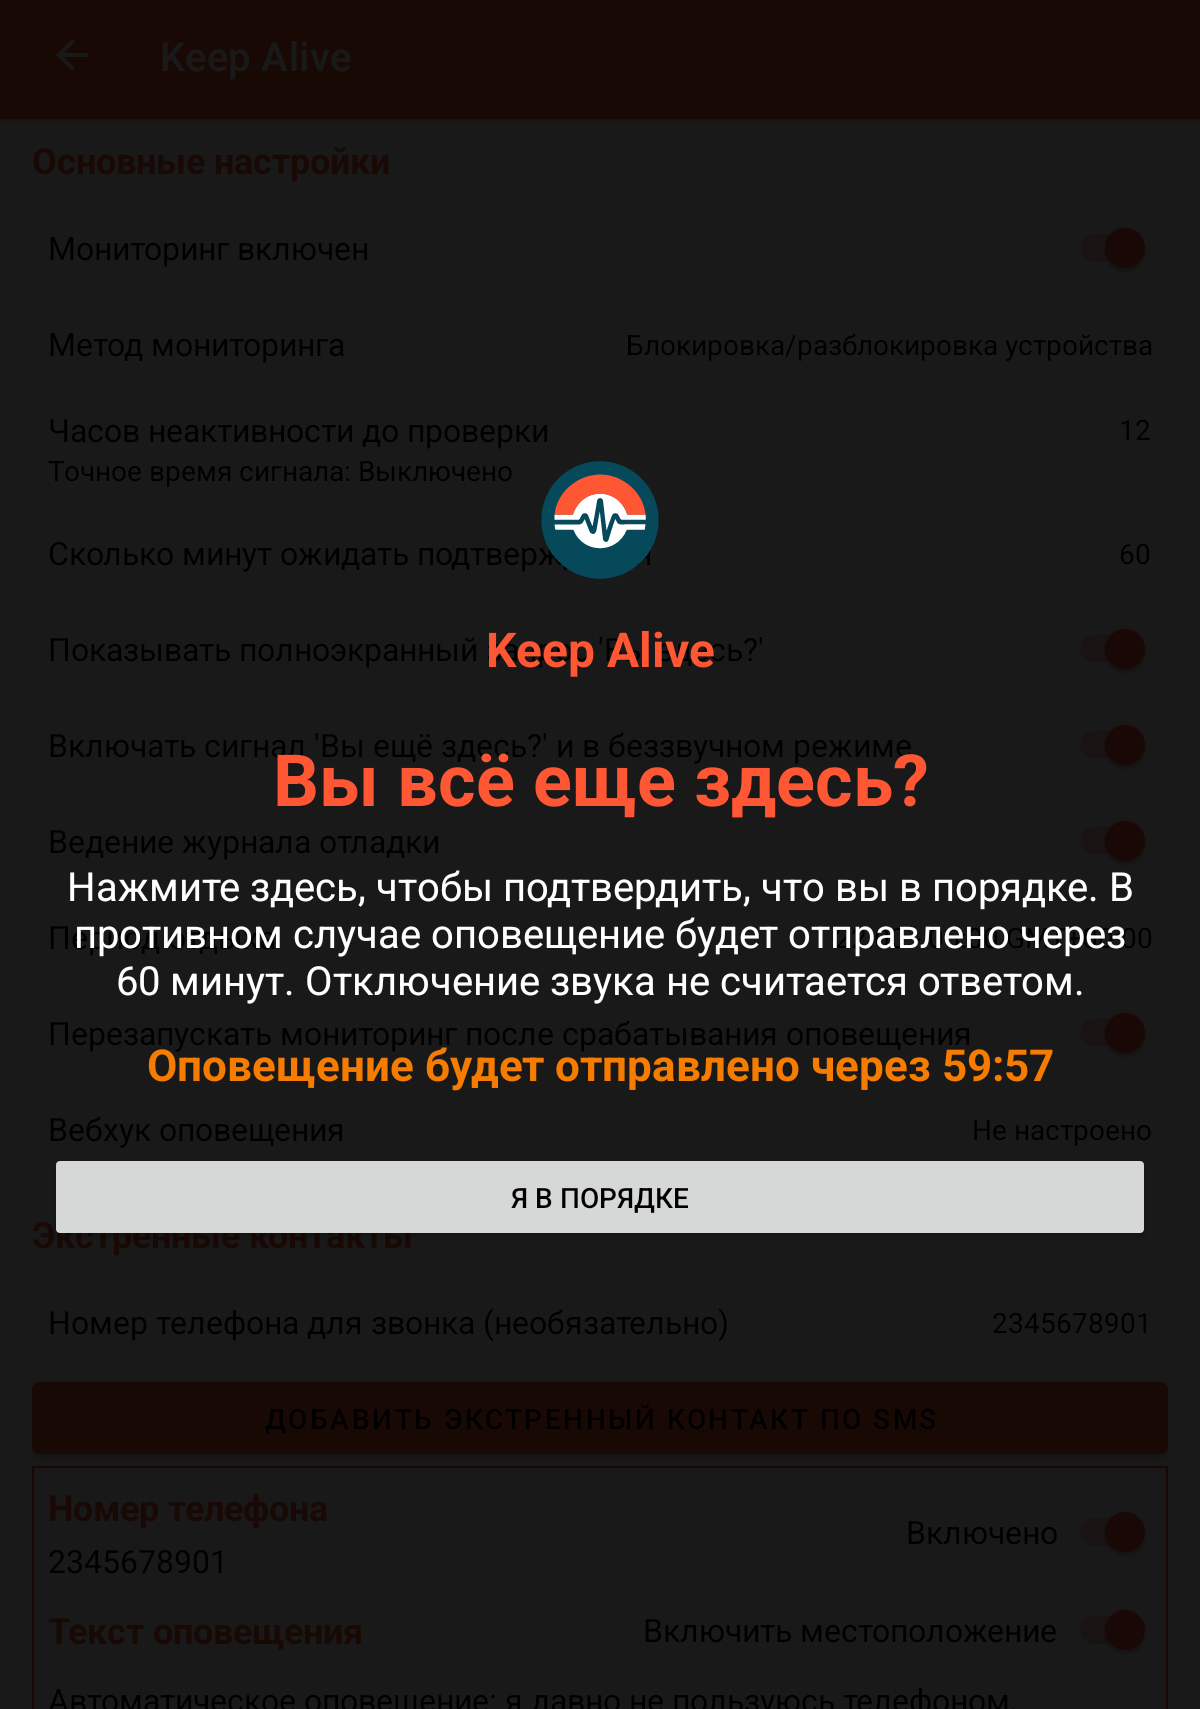 Keep Alive
Основные настройки
Мониторинг включен
Метод мониторинга
Блокировка/разблокировка устройства
Часов неактивности до проверки
12
Точное время сигнала: Выключено
Сколько минут ожидать
60
Показывать полноэкранный
Keep Alive
Включать сигнал 'Вы ещё здесь?' и в беззвучном режиме
Вы всё еще здесь?
Ведение журнала отладки
Нажмите здесь, чтобы подтвердить, что вы в порядке. В
противном случае оповещение будет отправлено через
60 минут. Отключение звука не считается ответом.
Перезапускать мониторинг после срабатывания оповещения
Оповещение будет отправлено через 59:57
Вебхук оповещения
Не настроено
Я В ПОРЯДКЕ
Экстренные контакты
Номер телефона для звонка (необязательно)
2345678901
ДОБАВИТЬ ЭКСТРЕННЫЙ КОНТАКТ ПО SMS
Номер телефона
Включено
2345678901
Текст оповещения
Включить местоположение
Автоматическое оповещение: я давно не пользуюсь телефоном